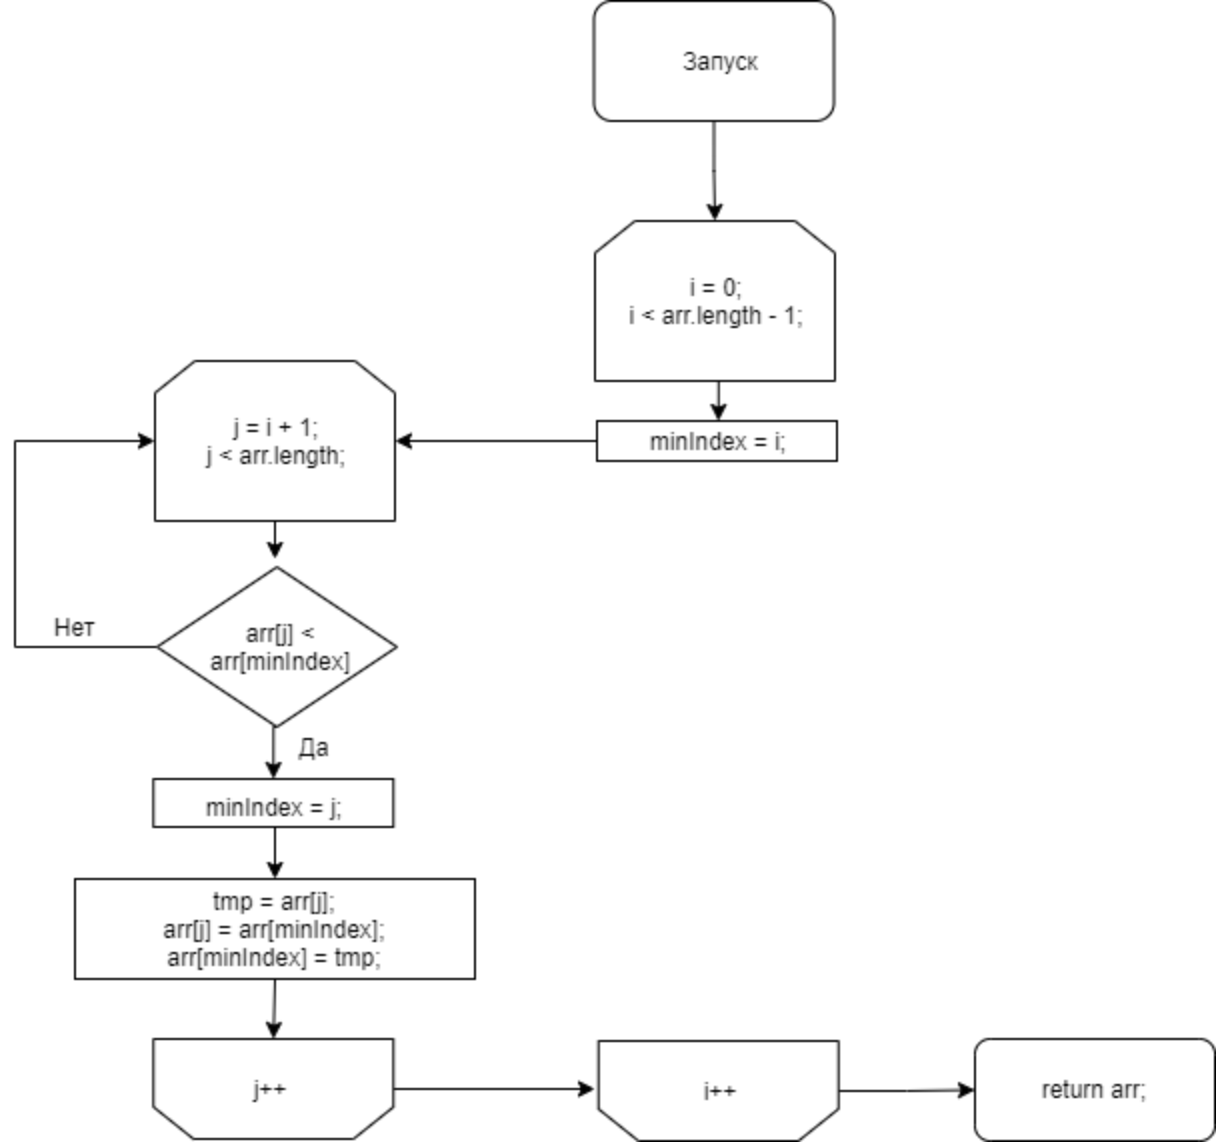 Запуск
i = 0;
i < arr.length - 1;
minIndex = i;
j = i + 1;
j < arr.length;
arr[j] <
arr[minIndex]
Нет
Да
minIndex = j;
tmp = arr[j];
arr[j] = arr[minIndex];
arr[minIndex] = tmp;
j++
i++
return arr;